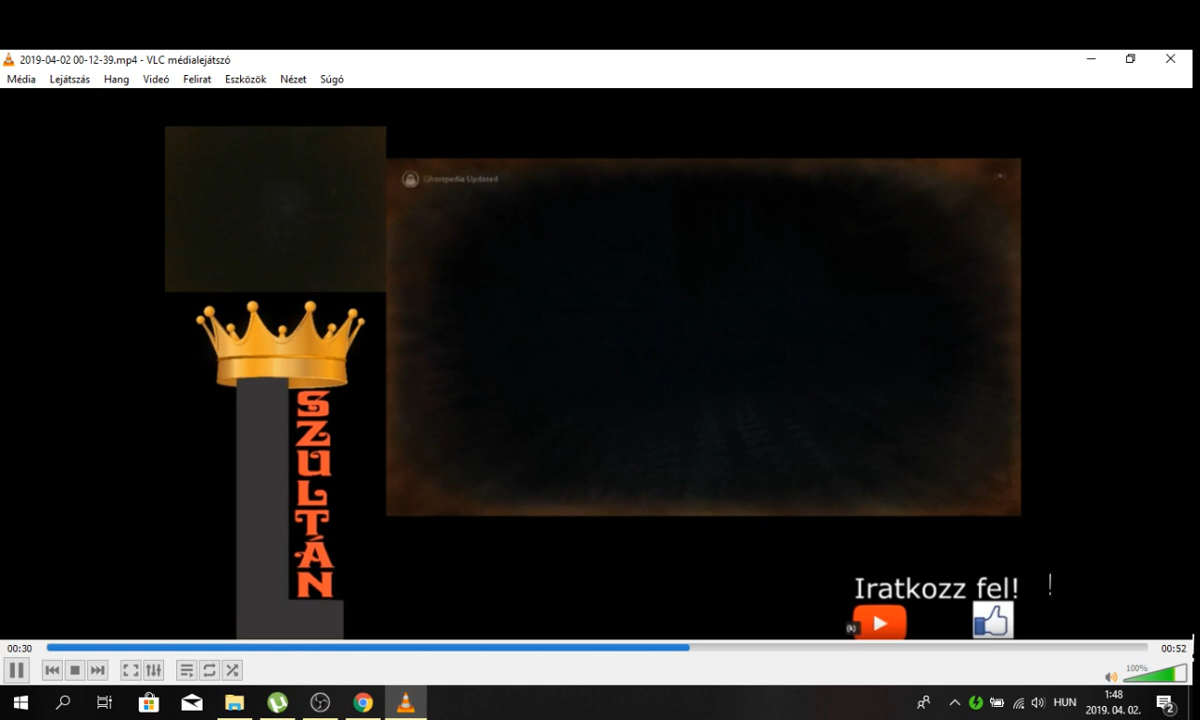 2019-04-02 00-12-39.mp4 - VLC médialejátszó
Média Lejátszás Hang Videó Felirat Eszközök Nézet Súgó
Ghostpedia Updated
SZULTÁN
Iratkozz fel! !
00:30 00:52
100%
HUN
1:48
2019. 04. 02.
2